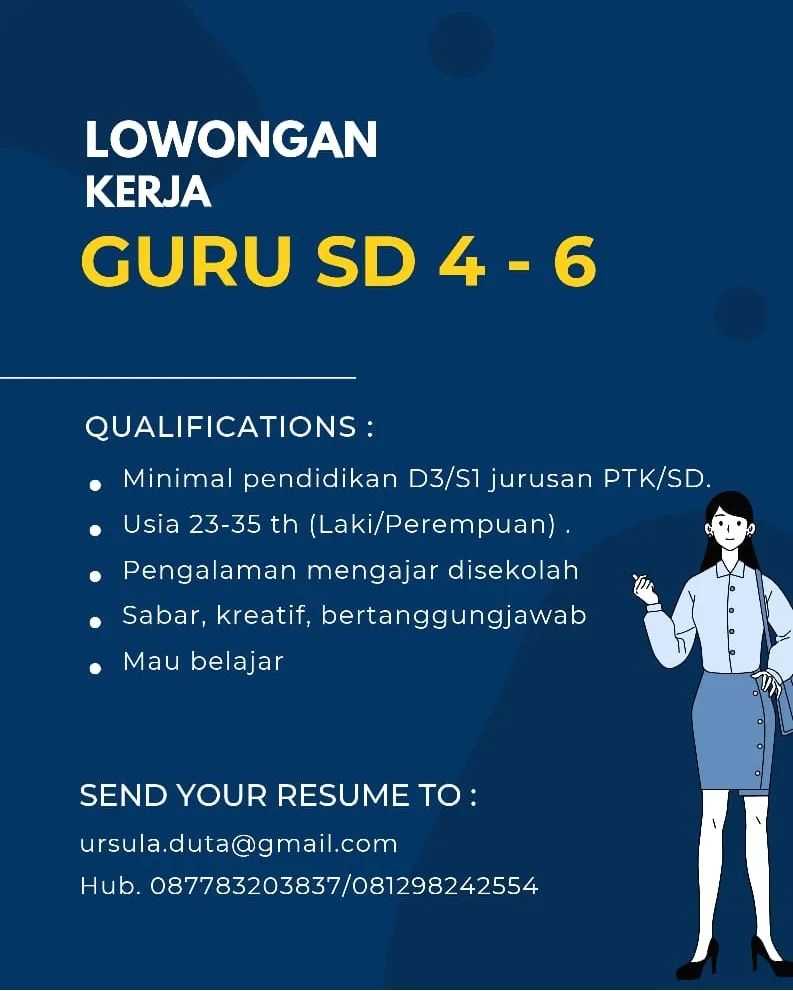 LOWONGAN
KERJA
GURU SD 4 - 6
QUALIFICATIONS :
• Minimal pendidikan D3/S1 jurusan PTK/SD.
• Usia 23-35 th (Laki/Perempuan) .
• Pengalaman mengajar disekolah
• Sabar, kreatif, bertanggungjawab
• Mau belajar
SEND YOUR RESUME TO :
ursula.duta@gmail.com
Hub. 087783203837/081298242554